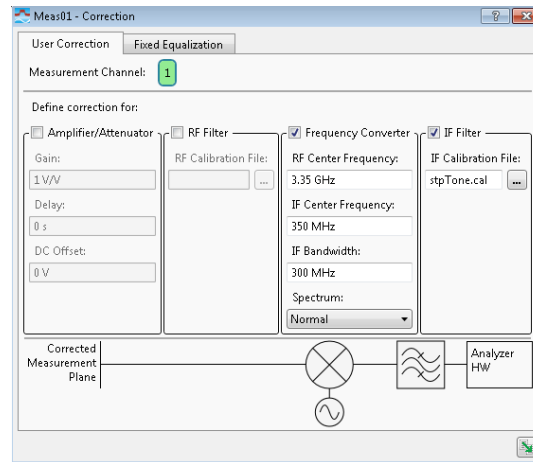 Meas01 - Correction
User Correction
Fixed Equalization
Measurement Channel: 1
Define correction for:
Amplifier/Attenuator
Gain:
1 V/V
Delay:
0 s
DC Offset:
0 V
RF Filter
RF Calibration File:
...
Frequency Converter
RF Center Frequency:
3.35 GHz
IF Center Frequency:
350 MHz
IF Bandwidth:
300 MHz
Spectrum:
Normal
IF Filter
IF Calibration File:
stpTone.cal ...
Corrected
Measurement
Plane
Analyzer
HW